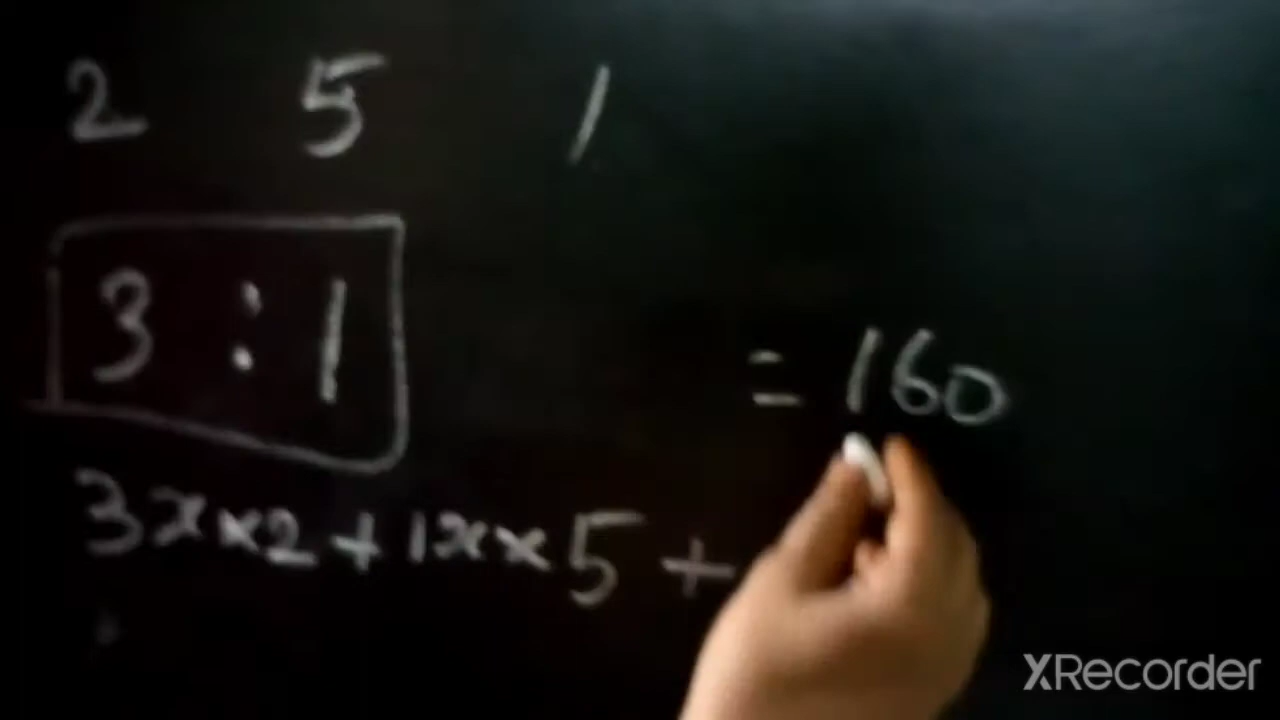 2 5 1
3 : 1
= 160
3x×2 + 1x×5 +
XRecorder